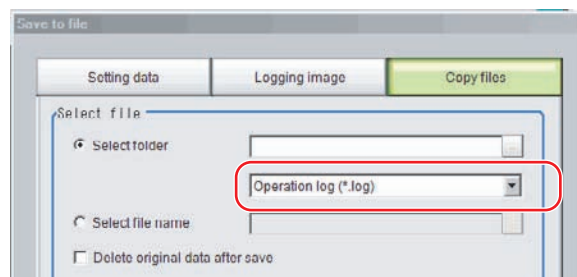 Save to file
Setting data Logging image Copy files
Select file
Select folder
Operation log (*.log)
Select file name
Delete original data after save